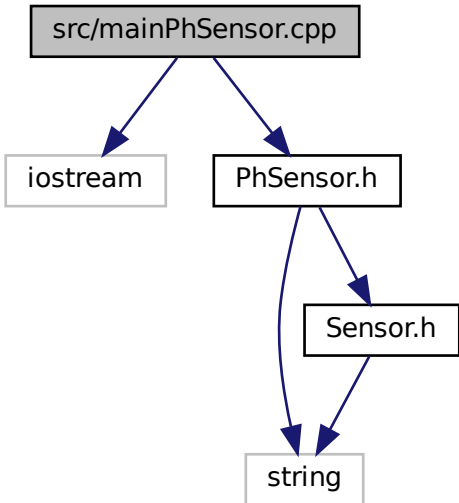 src/mainPhSensor.cpp
iostream
PhSensor.h
Sensor.h
string